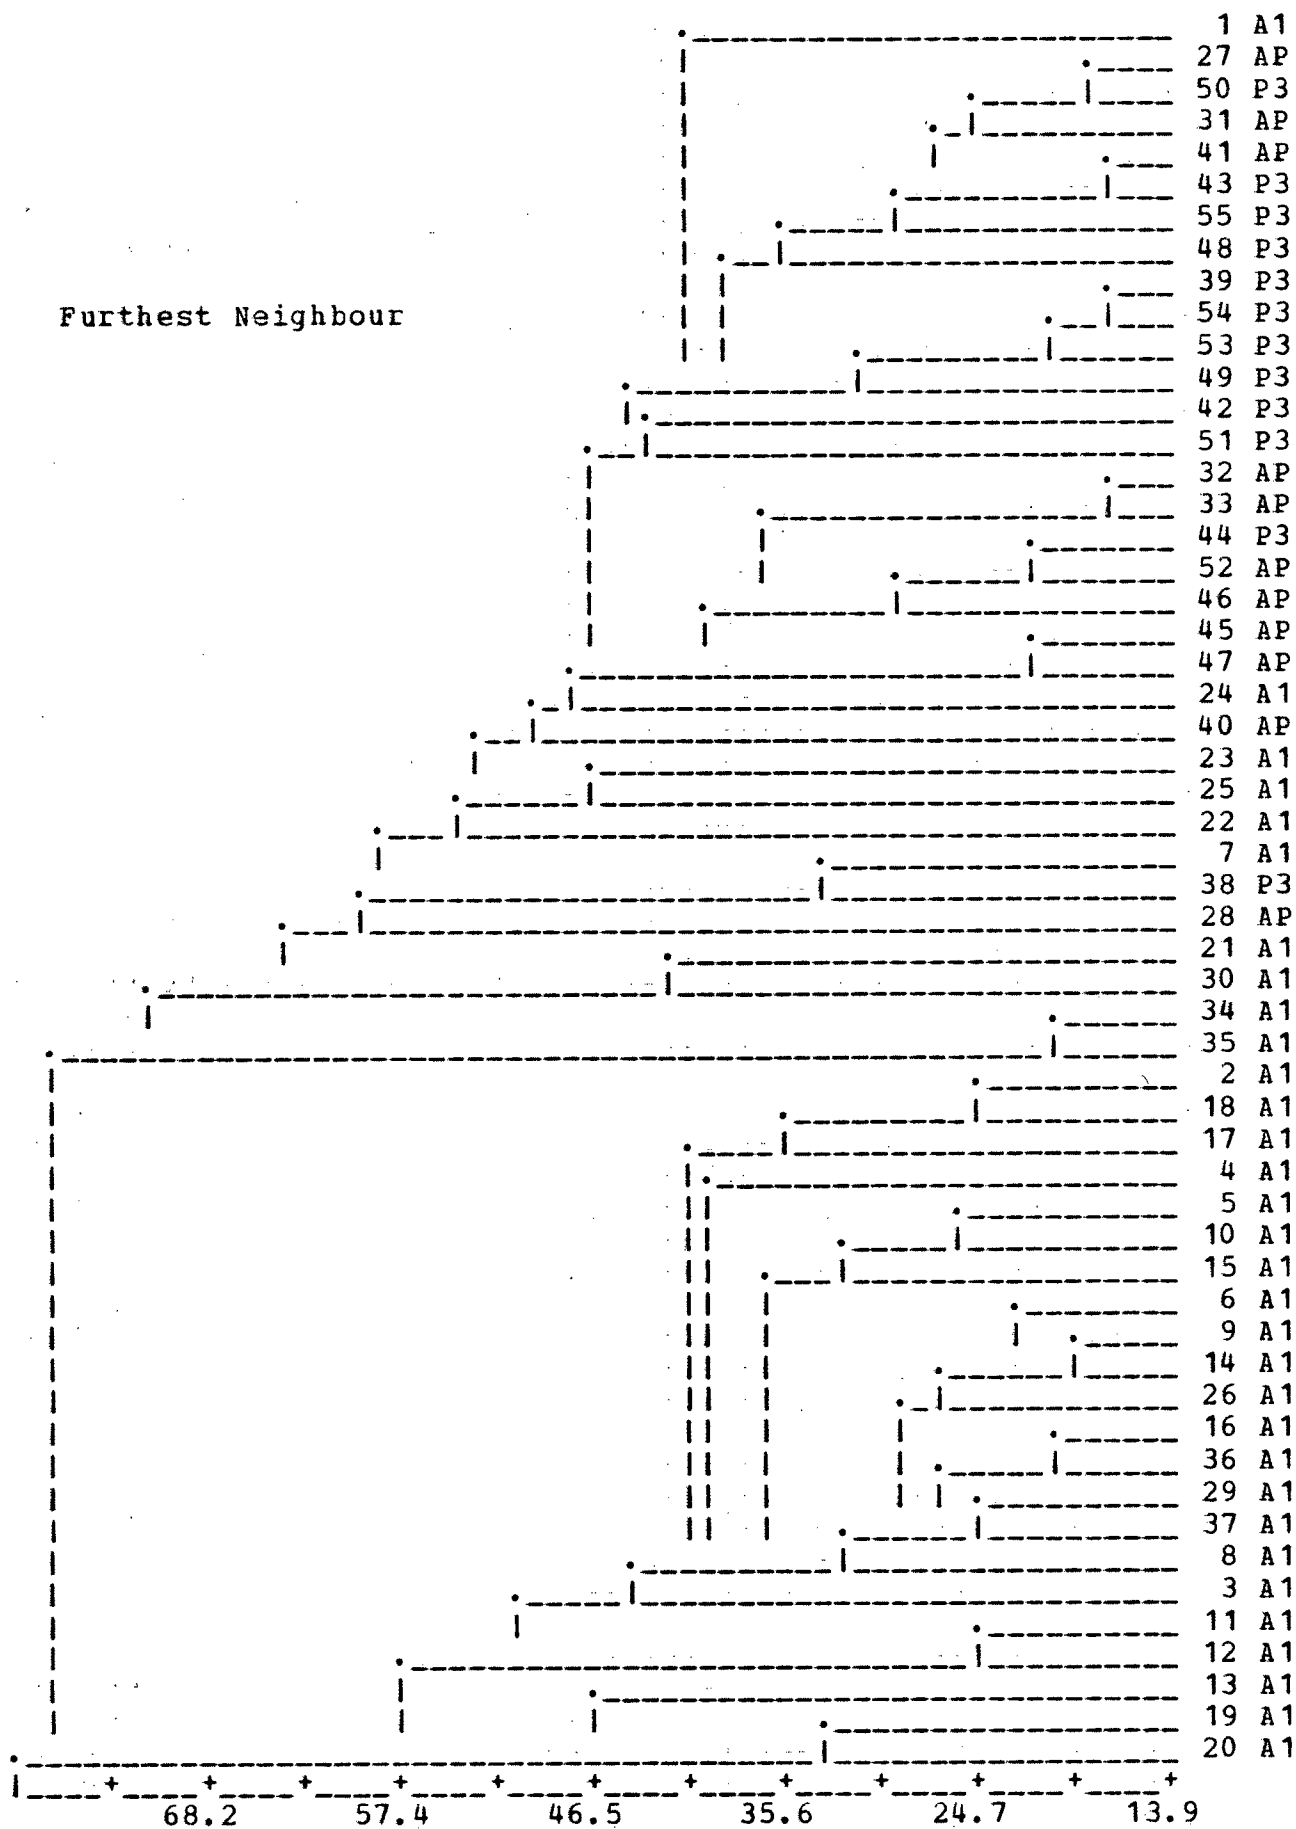 1 A1
27 AP
50 P3
31 AP
41 AP
43 P3
55 P3
48 P3
39 P3
Furthest Neighbour
54 P3
53 P3
49 P3
42 P3
51 P3
32 AP
33 AP
44 P3
52 AP
46 AP
45 AP
47 AP
24 A1
40 AP
23 A1
25 A1
22 A1
7 A1
38 P3
28 AP
21 A1
30 A1
34 A1
35 A1
2 A1
18 A1
17 A1
4 A1
5 A1
10 A1
15 A1
6 A1
9 A1
14 A1
26 A1
16 A1
36 A1
29 A1
37 A1
8 A1
3 A1
11 A1
12 A1
13 A1
19 A1
20 A1
68.2 57.4 46.5 35.6 24.7 13.9